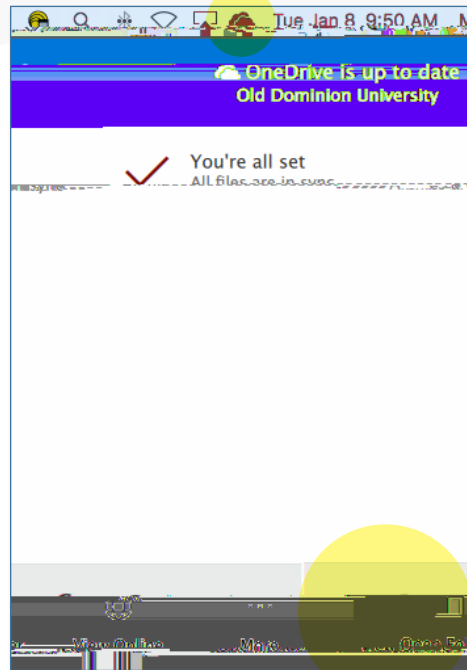 Tue Jan 8 9:50 AM
OneDrive is up to date
Old Dominion University
You're all set
All files are in sync
View Online More Open